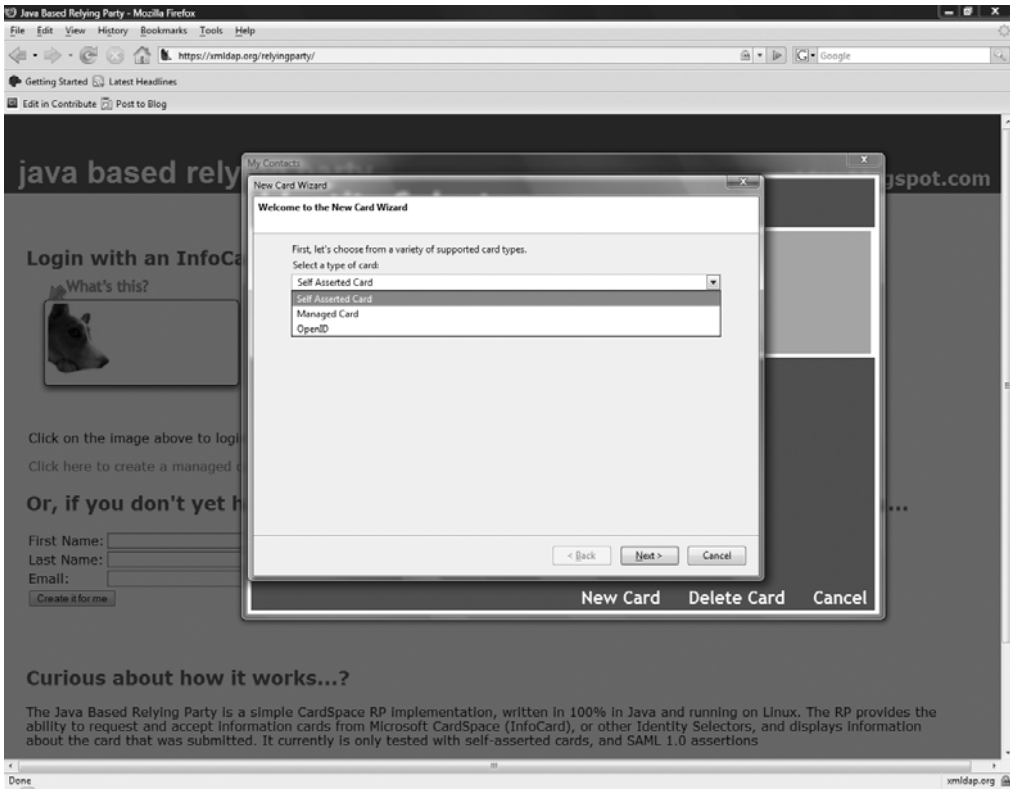 Java Based Relying Party - Mozilla Firefox
File Edit View History Bookmarks Tools Help
https://xmldap.org/relyingparty/
G Google
Getting Started Latest Headlines
Edit in Contribute Post to Blog
java based rely
gspot.com
My Contacts
x
New Card Wizard
Welcome to the New Card Wizard
First, let's choose from a variety of supported card types.
Select a type of card:
Self Asserted Card
Self Asserted Card
Managed Card
OpenID
< Back Next > Cancel
New Card Delete Card Cancel
Login with an InfoCa
What's this?
Click on the image above to logi
Click here to create a managed c
Or, if you don't yet h
...
First Name:
Last Name:
Email:
Create it for me
Curious about how it works...?
The Java Based Relying Party is a simple CardSpace RP implementation, written in 100% in Java and running on Linux. The RP provides the
ability to request and accept information cards from Microsoft CardSpace (InfoCard), or other Identity Selectors, and displays information
about the card that was submitted. It currently is only tested with self-asserted cards, and SAML 1.0 assertions
Done
xmldap.org